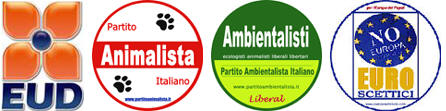 EUD
Partito
Animalista
Italiano
www.partitoanimalista.it
Ambientalisti
ecologisti animalisti liberali libertari
Partito Ambientalista Italiano
www.partitoambientalista.it
Liberal
per l'Europa dei Popoli
NO
EUROPA
EURO
SCETTICI